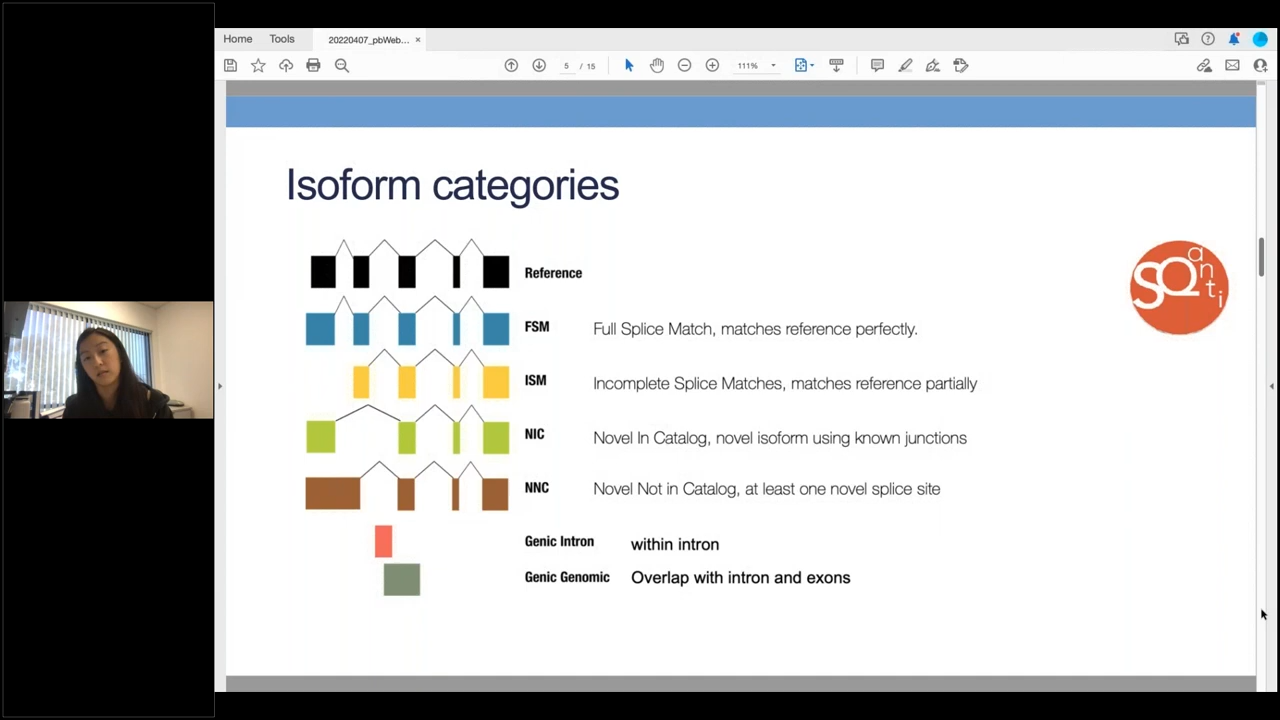 Home Tools 20220407_pbWeb... ×
5 / 15 111%
Isoform categories
Reference
FSM Full Splice Match, matches reference perfectly.
ISM Incomplete Splice Matches, matches reference partially
NIC Novel In Catalog, novel isoform using known junctions
NNC Novel Not in Catalog, at least one novel splice site
Genic Intron within intron
Genic Genomic Overlap with intron and exons
SQanti